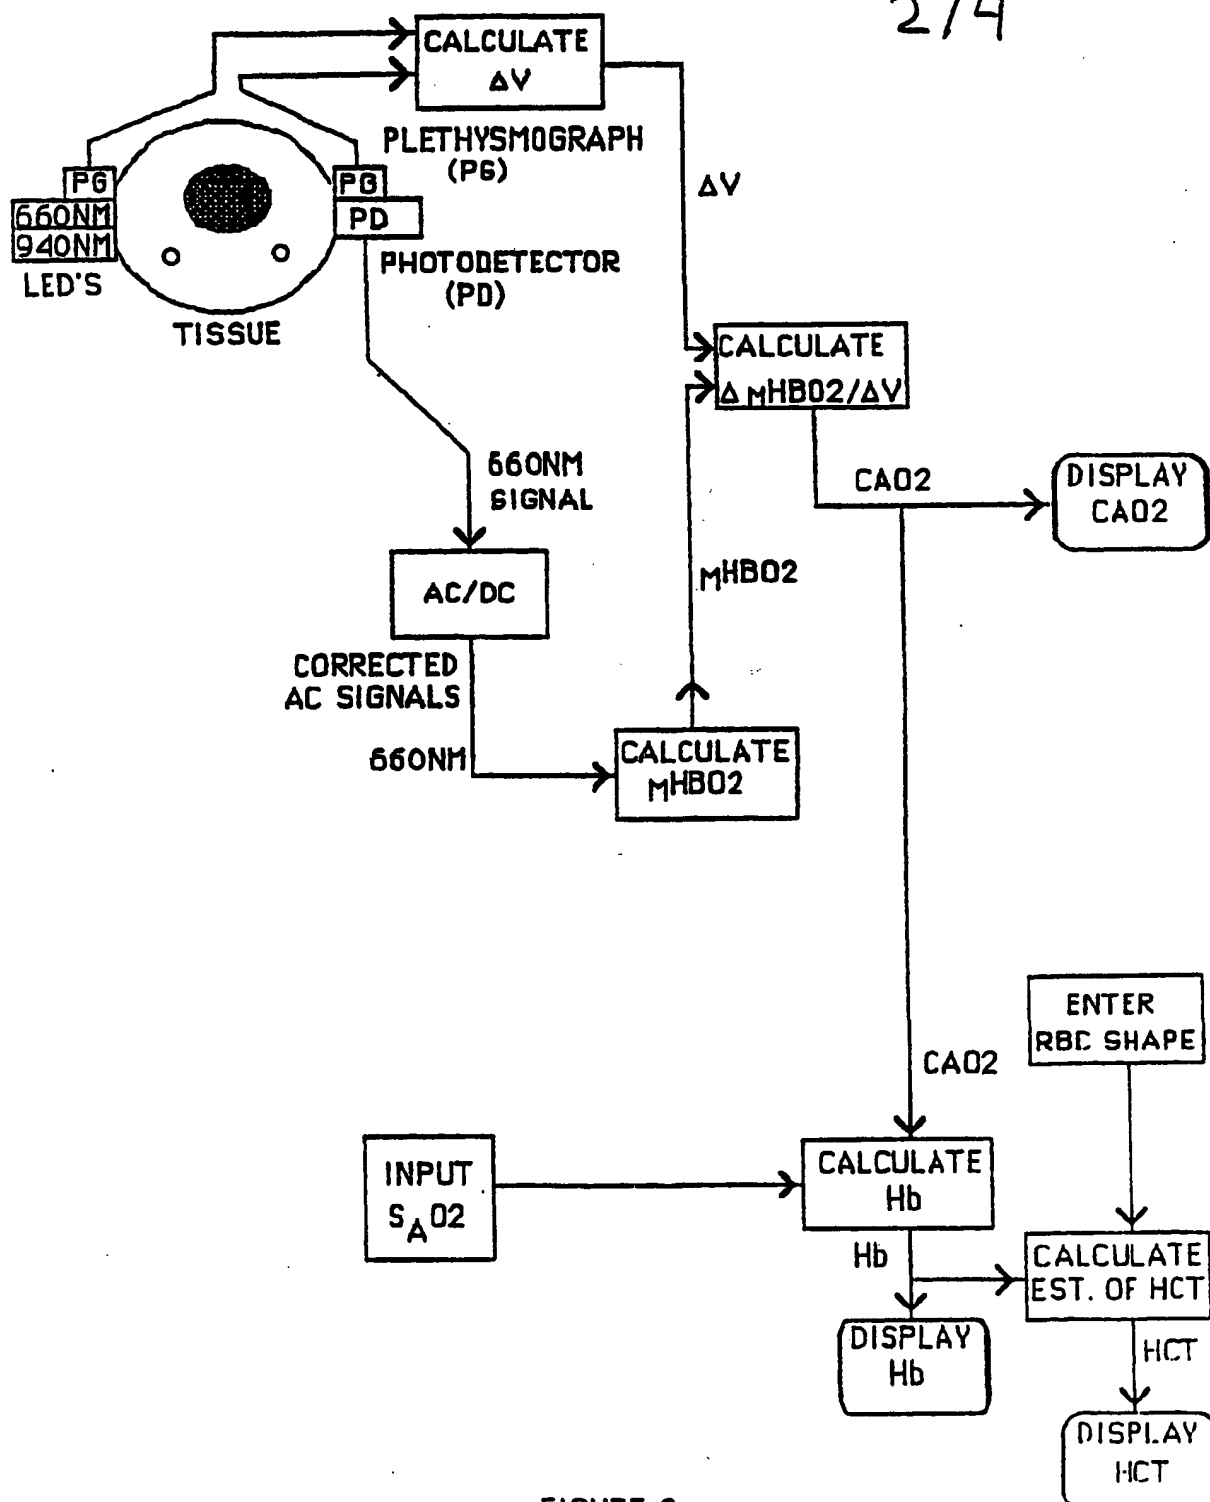 2/4
CALCULATE
ΔV
PLETHYSMOGRAPH
(PG)
PG
PG
660NM
PD
940NM
LED'S
PHOTODETECTOR
(PD)
TISSUE
ΔV
CALCULATE
Δ MHBO2/ΔV
660NM
SIGNAL
CAO2
DISPLAY
CAO2
AC/DC
MHBO2
CORRECTED
AC SIGNALS
660NM
CALCULATE
MHBO2
ENTER
RBC SHAPE
CAO2
INPUT
SAO2
CALCULATE
Hb
Hb
CALCULATE
EST. OF HCT
DISPLAY
Hb
HCT
DISPLAY
HCT